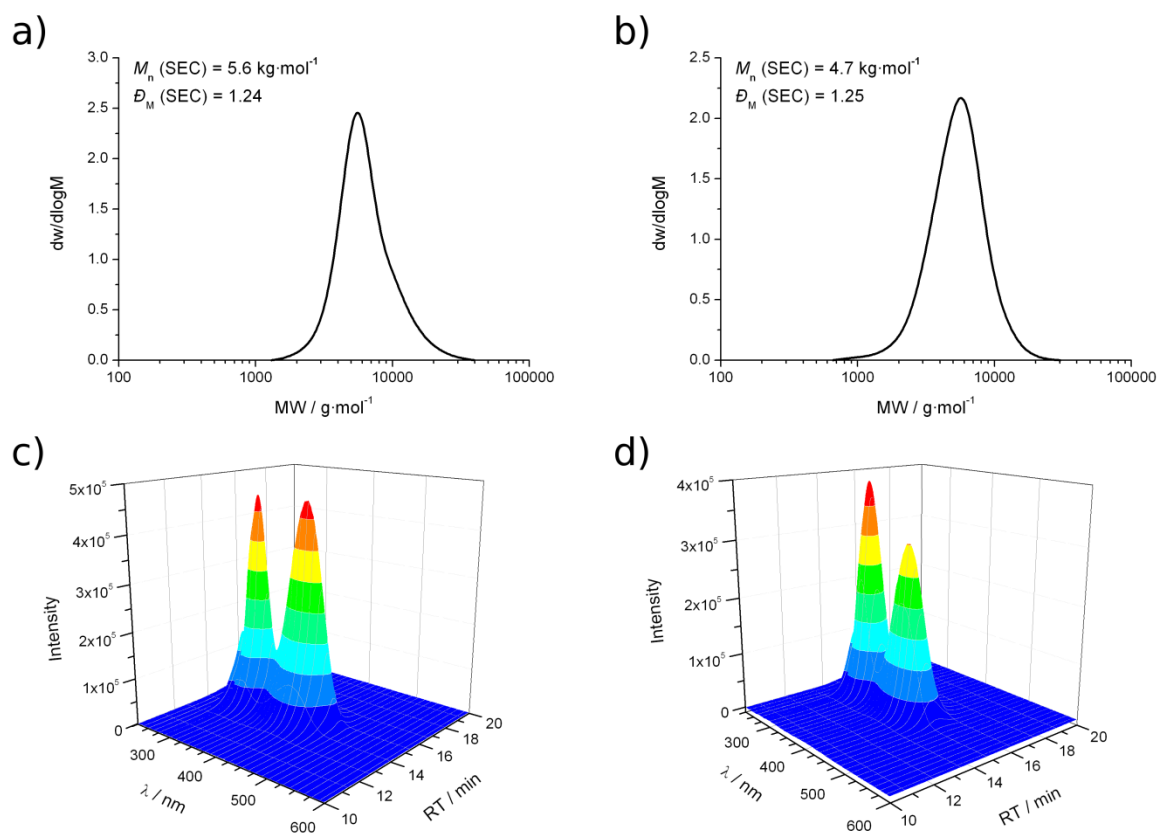 a)
M
n (SEC) = 5.6 kg·mol⁻¹
Đ
M (SEC) = 1.24
3.0
2.5
2.0
1.5
1.0
0.5
0.0
dw/dlogM
100
1000
10000
100000
MW / g·mol⁻¹
b)
Mn (SEC) = 4.7 kg·mol⁻¹
ĐM (SEC) = 1.25
2.5
2.0
1.5
1.0
0.5
0.0
dw/dlogM
100
1000
10000
100000
MW / g·mol⁻¹
c)
5x10⁵
4x10⁵
3x10⁵
2x10⁵
1x10⁵
0
Intensity
300
400
500
600
λ / nm
10
12
14
16
18
20
RT / min
d)
4x10⁵
3x10⁵
2x10⁵
1x10⁵
0
Intensity
300
400
500
600
λ / nm
10
12
14
16
18
20
RT / min